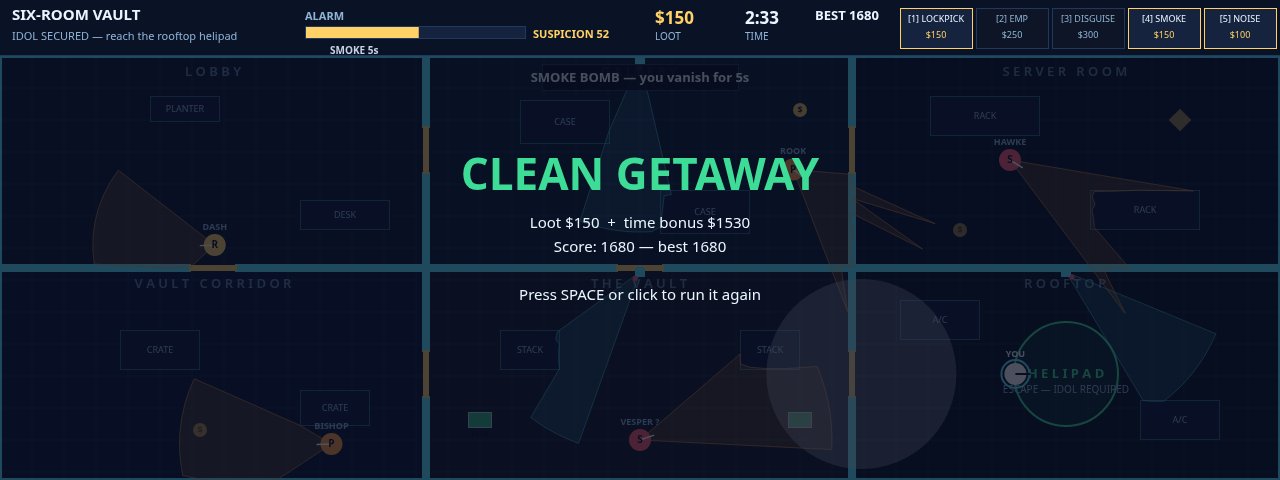 SIX-ROOM VAULT
IDOL SECURED — reach the rooftop helipad
ALARM
SUSPICION 52
SMOKE 5s
$150
LOOT
2:33
TIME
BEST 1680
[1] LOCKPICK
$150
[2] EMP
$250
[3] DISGUISE
$300
[4] SMOKE
$150
[5] NOISE
$100
LOBBY
SERVER ROOM
SMOKE BOMB — you vanish for 5s
PLANTER
CASE
$
RACK
HAWKE
S
ROOK
CLEAN GETAWAY
DESK
CASE
RACK
Loot $150 + time bonus $1530
DASH
R
$
Score: 1680 — best 1680
VAULT CORRIDOR
THE VAULT
ROOFTOP
Press SPACE or click to run it again
CRATE
STACK
STACK
A/C
YOU
HELIPAD
ESCAPE — IDOL REQUIRED
CRATE
$
BISHOP
P
VESPER ?
S
A/C